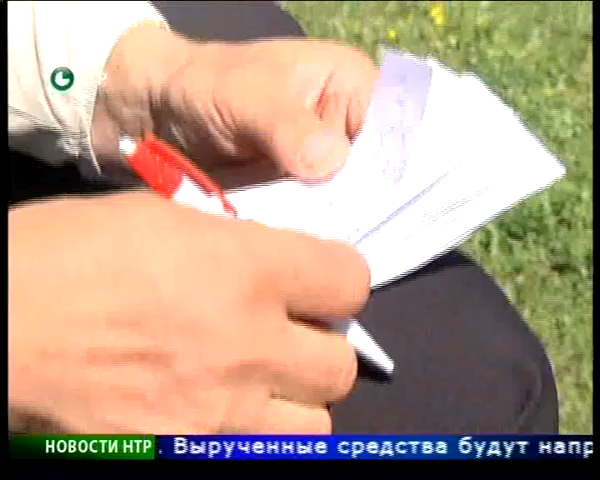 НОВОСТИ НТР . Вырученные средства будут напр